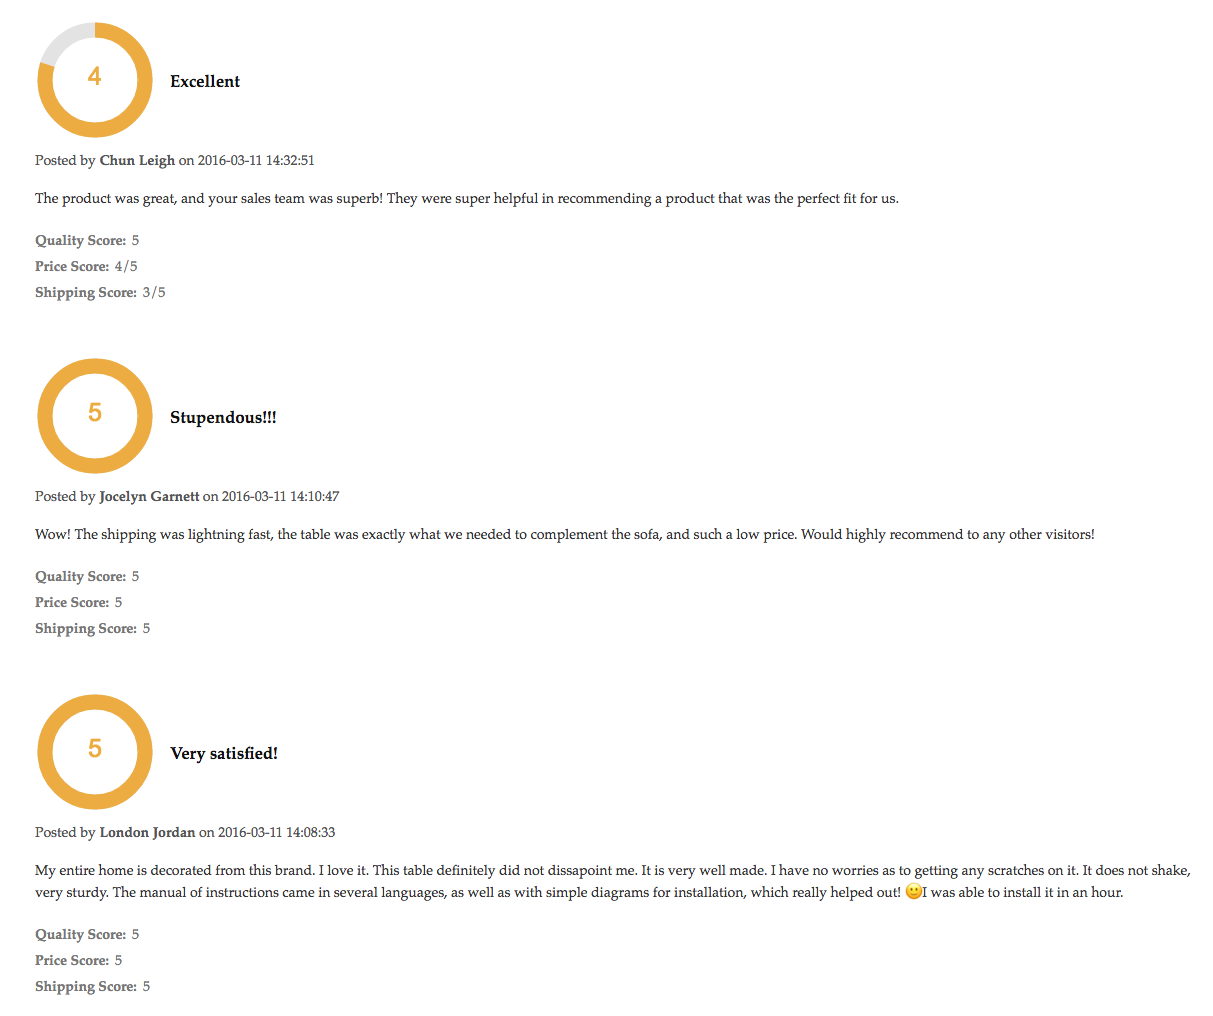 4
Excellent
Posted by Chun Leigh on 2016-03-11 14:32:51
The product was great, and your sales team was superb! They were super helpful in recommending a product that was the perfect fit for us.
Quality Score: 5
Price Score: 4/5
Shipping Score: 3/5
5
Stupendous!!!
Posted by Jocelyn Garnett on 2016-03-11 14:10:47
Wow! The shipping was lightning fast, the table was exactly what we needed to complement the sofa, and such a low price. Would highly recommend to any other visitors!
Quality Score: 5
Price Score: 5
Shipping Score: 5
5
Very satisfied!
Posted by London Jordan on 2016-03-11 14:08:33
My entire home is decorated from this brand. I love it. This table definitely did not dissapoint me. It is very well made. I have no worries as to getting any scratches on it. It does not shake,
very sturdy. The manual of instructions came in several languages, as well as with simple diagrams for installation, which really helped out! 🙂I was able to install it in an hour.
Quality Score: 5
Price Score: 5
Shipping Score: 5